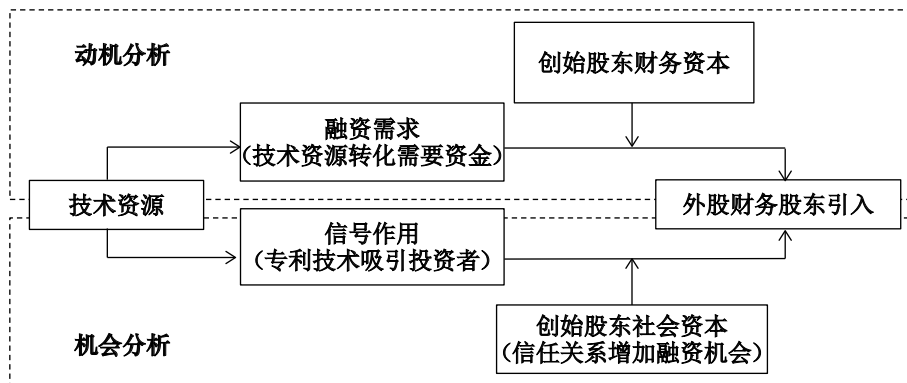 动机分析
创始股东财务资本
融资需求
（技术资源转化需要资金）
技术资源
外股财务股东引入
信号作用
（专利技术吸引投资者）
创始股东社会资本
（信任关系增加融资机会）
机会分析